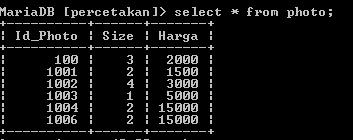 MariaDB [percetakan]> select * from photo;
+----------+------+-------+
| Id_Photo | Size | Harga |
+----------+------+-------+
| 100 | 3 | 2000 |
| 1001 | 2 | 1500 |
| 1002 | 4 | 3000 |
| 1003 | 1 | 5000 |
| 1004 | 2 | 15000 |
| 1006 | 2 | 15000 |
+----------+------+-------+